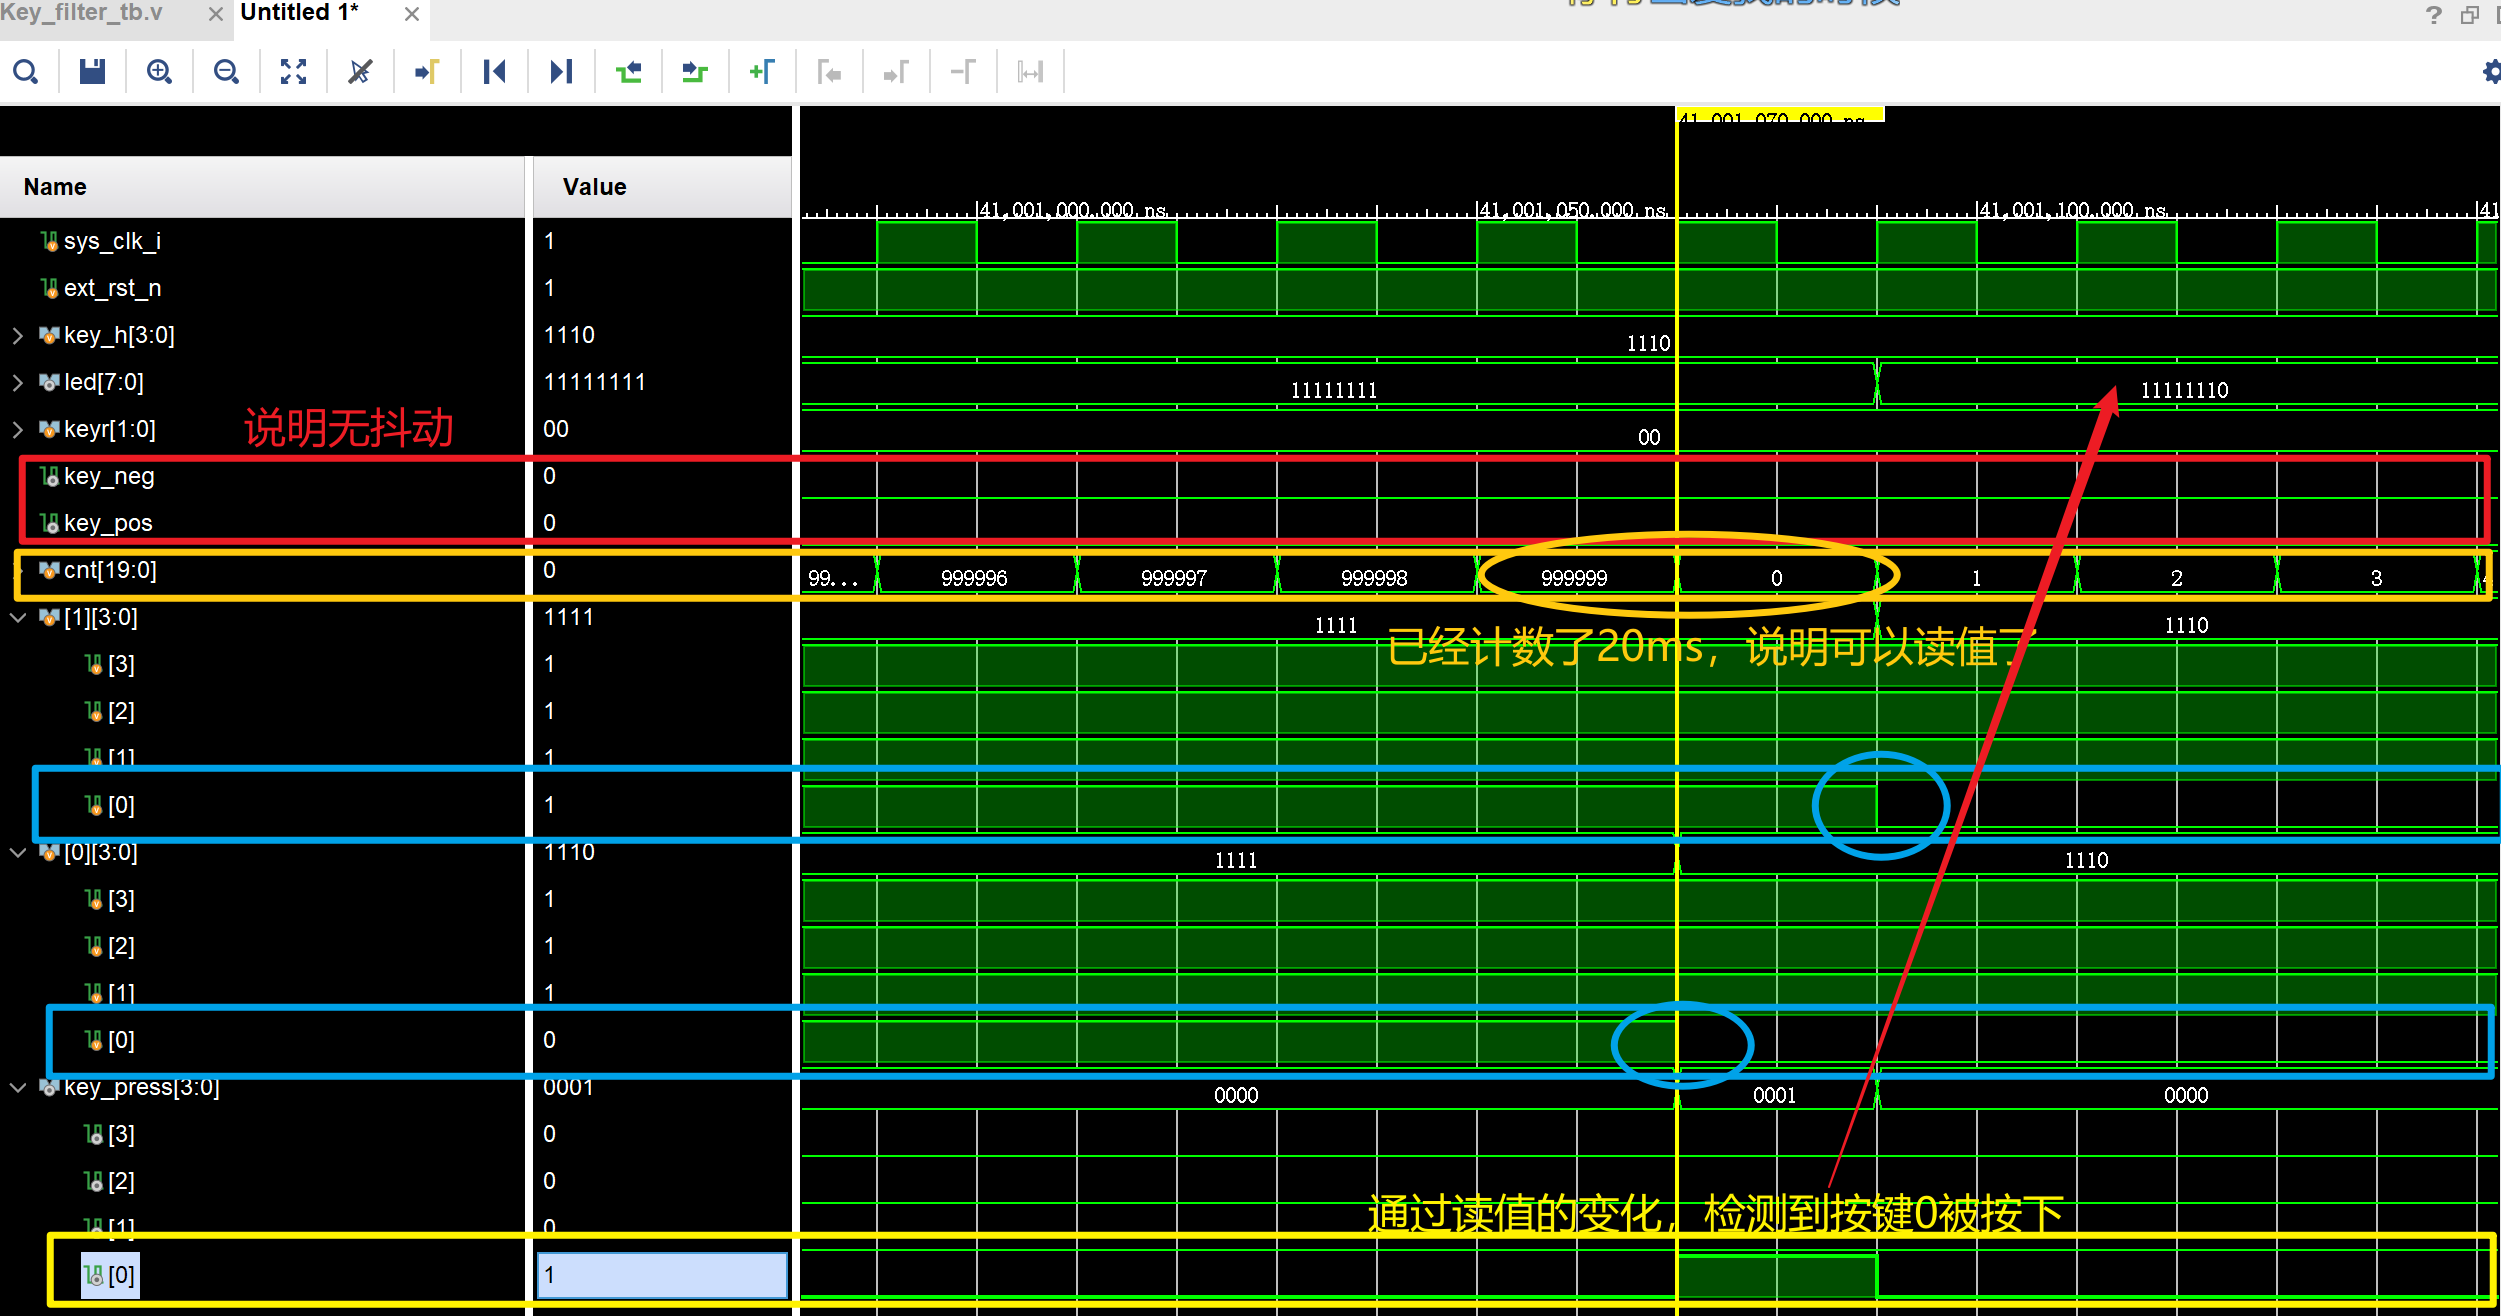 Key_filter_tb.v
Untitled 1*
Name Value
41,001,070.000 ns
41,001,000.000 ns 41,001,050.000 ns 41,001,100.000 ns 41
sys_clk_i 1
ext_rst_n 1
key_h[3:0] 1110 1110
led[7:0] 11111111 11111111 11111110
keyr[1:0] 00 00
说明无抖动
key_neg 0
key_pos 0
cnt[19:0] 0 99... 999996 999997 999998 999999 0 1 2 3 4
[1][3:0] 1111 1111 1110
已经计数了20ms，说明可以读值了
[3] 1
[2] 1
[1] 1
[0] 1
[0][3:0] 1110 1111 1110
[3] 1
[2] 1
[1] 1
[0] 0
key_press[3:0] 0001 0000 0001 0000
[3] 0
[2] 0
通过读值的变化，检测到按键0被按下
[1] 0
[0] 1